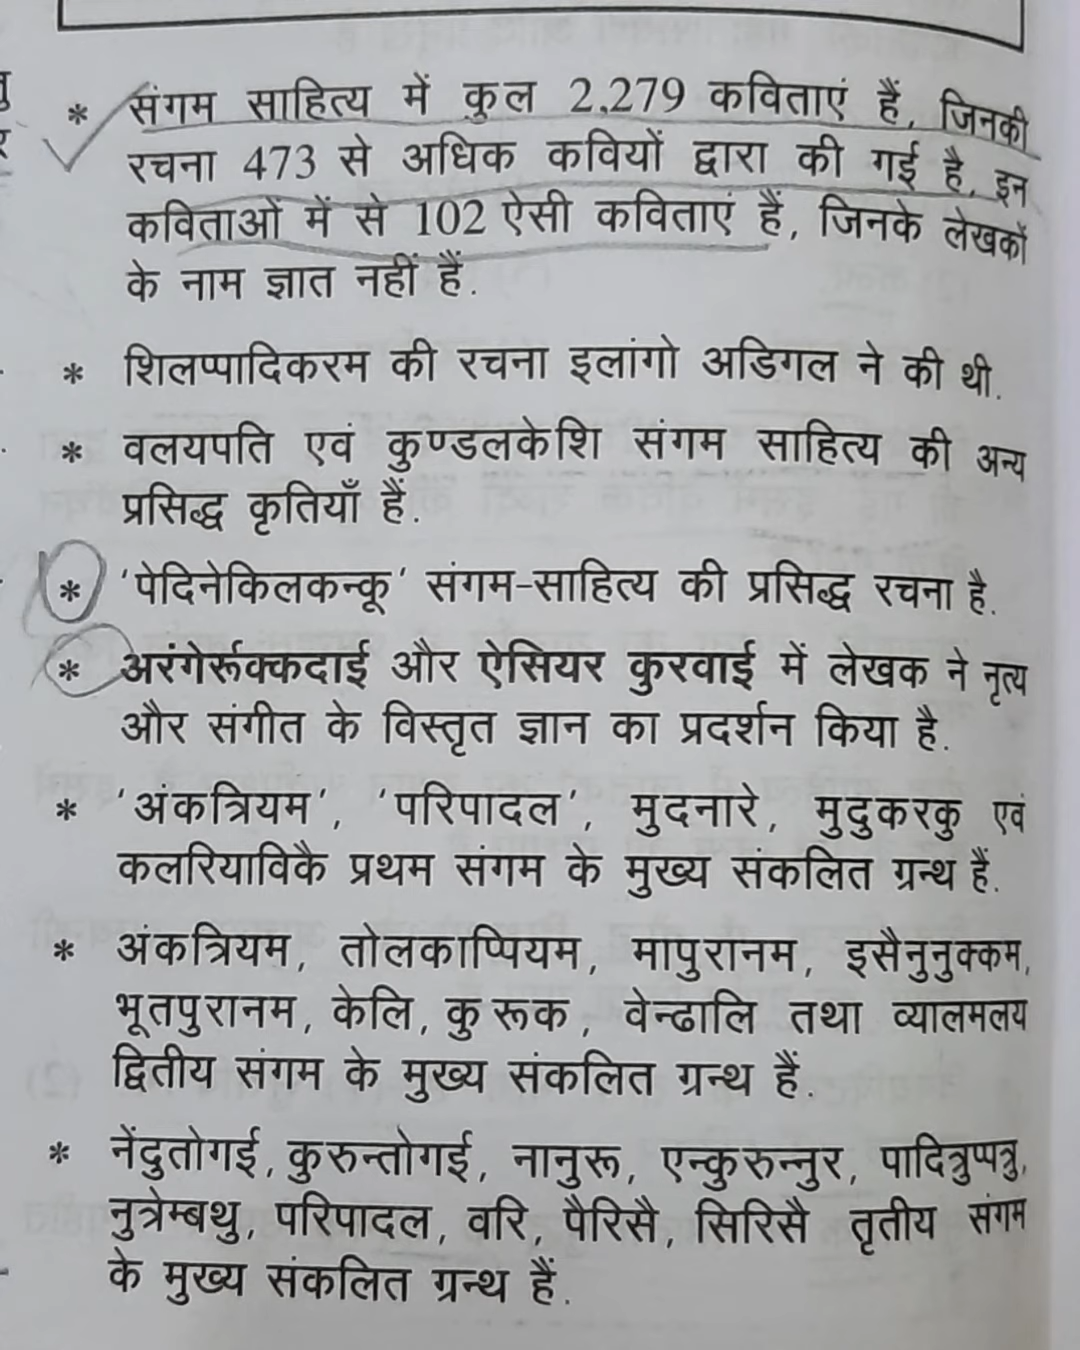 * संगम साहित्य में कुल 2,279 कविताएं हैं, जिनकी
रचना 473 से अधिक कवियों द्वारा की गई है, इन
कविताओं में से 102 ऐसी कविताएं हैं, जिनके लेखकों
के नाम ज्ञात नहीं हैं.
* शिलप्पादिकरम की रचना इलांगो अडिगल ने की थी.
* वलयपति एवं कुण्डलकेशि संगम साहित्य की अन्य
प्रसिद्ध कृतियाँ हैं.
* 'पेदिनेकिलकन्कू' संगम-साहित्य की प्रसिद्ध रचना है.
* अरंगेर्रूक्कदाई और ऐसियर कुरवाई में लेखक ने नृत्य
और संगीत के विस्तृत ज्ञान का प्रदर्शन किया है.
* 'अंकत्रियम', 'परिपादल', मुदनारे, मुदुकरकु एवं
कलरियाविकै प्रथम संगम के मुख्य संकलित ग्रन्थ हैं.
* अंकत्रियम, तोलकाप्पियम, मापुरानम, इसैनुनुक्कम,
भूतपुरानम, केलि, कुरूक, वेन्ढालि तथा व्यालमलय
द्वितीय संगम के मुख्य संकलित ग्रन्थ हैं.
* नेंदुतोगई, कुरुन्तोगई, नानुरू, एन्कुरुन्नुर, पादित्रुप्पत्रु,
नुत्रेम्बथु, परिपादल, वरि, पैरिसै, सिरिसै तृतीय संगम
के मुख्य संकलित ग्रन्थ हैं.